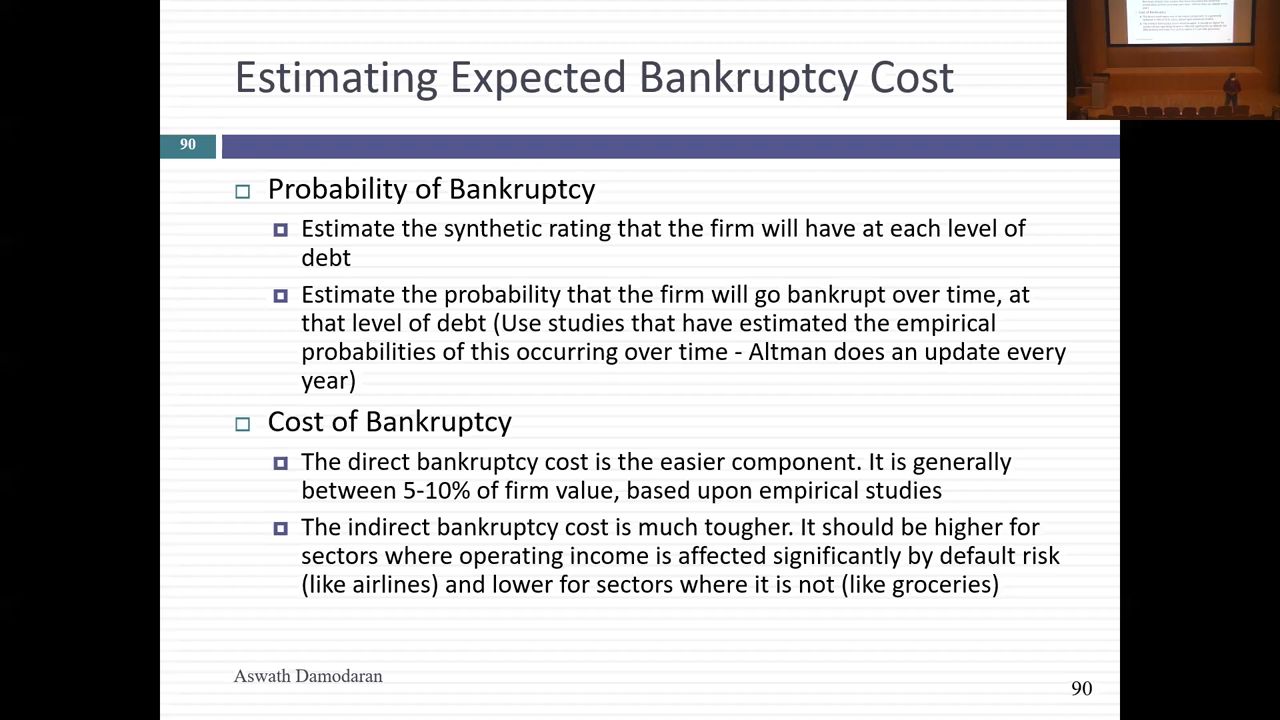 Estimating Expected Bankruptcy Cost
90
Probability of Bankruptcy
Estimate the synthetic rating that the firm will have at each level of
debt
Estimate the probability that the firm will go bankrupt over time, at
that level of debt (Use studies that have estimated the empirical
probabilities of this occurring over time - Altman does an update every
year)
Cost of Bankruptcy
The direct bankruptcy cost is the easier component. It is generally
between 5-10% of firm value, based upon empirical studies
The indirect bankruptcy cost is much tougher. It should be higher for
sectors where operating income is affected significantly by default risk
(like airlines) and lower for sectors where it is not (like groceries)
Aswath Damodaran
90